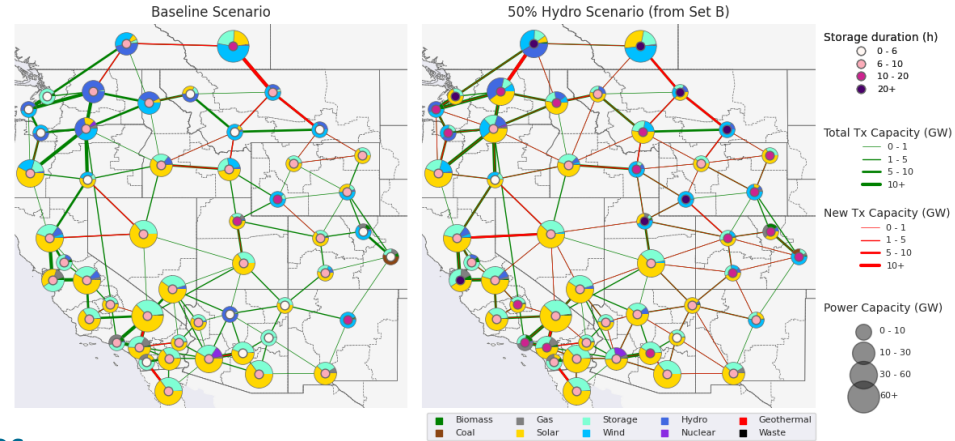 Baseline Scenario
50% Hydro Scenario (from Set B)
Storage duration (h)
0 - 6
6 - 10
10 - 20
20+
Total Tx Capacity (GW)
0 - 1
1 - 5
5 - 10
10+
New Tx Capacity (GW)
0 - 1
1 - 5
5 - 10
10+
Power Capacity (GW)
0 - 10
10 - 30
30 - 60
60+
Biomass Gas Storage Hydro Geothermal
Coal Solar Wind Nuclear Waste